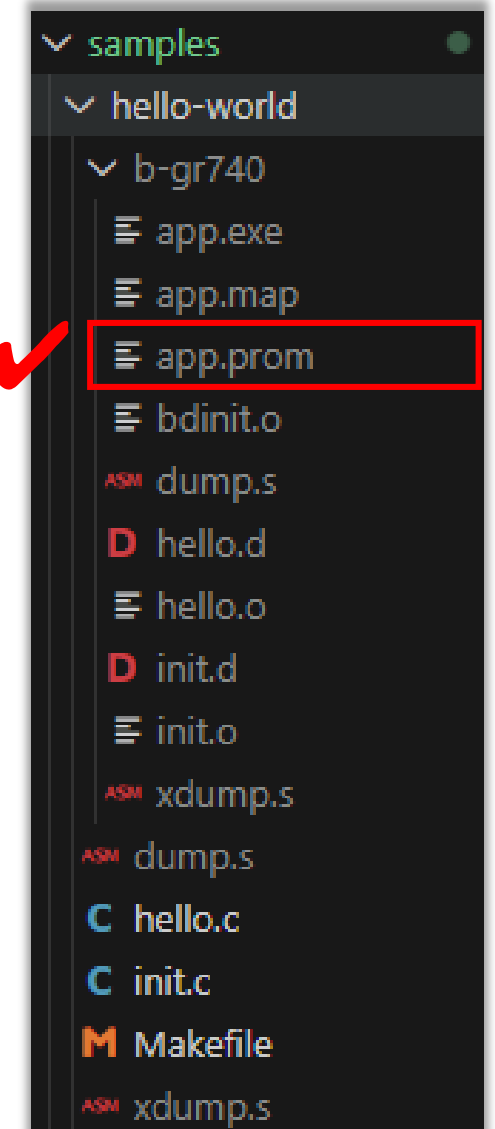 samples
hello-world
b-gr740
app.exe
app.map
app.prom
bdinit.o
ASM dump.s
D hello.d
hello.o
D init.d
init.o
ASM xdump.s
ASM dump.s
C hello.c
C init.c
M Makefile
ASM xdump.s